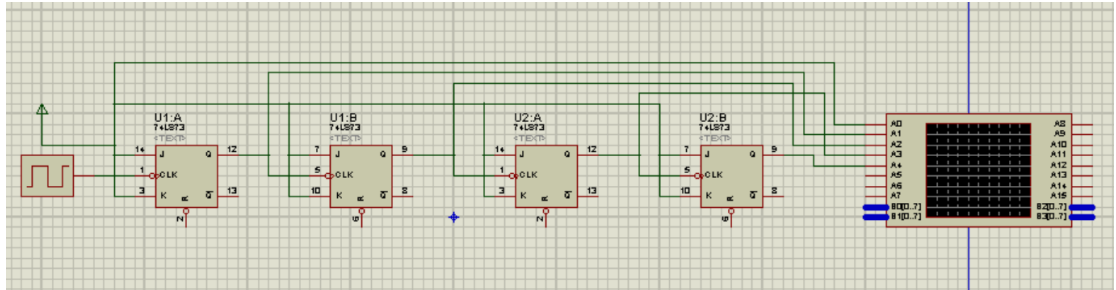 U1:A
74LS73
<TEXT>
14
J
Q
12
1
CLK
3
K
Q
13
R
2
U1:B
74LS73
<TEXT>
7
J
Q
9
5
CLK
10
K
Q
8
R
6
U2:A
74LS73
<TEXT>
14
J
Q
12
1
CLK
3
K
Q
13
R
2
U2:B
74LS73
<TEXT>
7
J
Q
9
5
CLK
10
K
Q
8
R
6
A0 A8
A1 A9
A2 A10
A3 A11
A4 A12
A5 A13
A6 A14
A7 A15
B0[0..7] B2[0..7]
B1[0..7] B3[0..7]